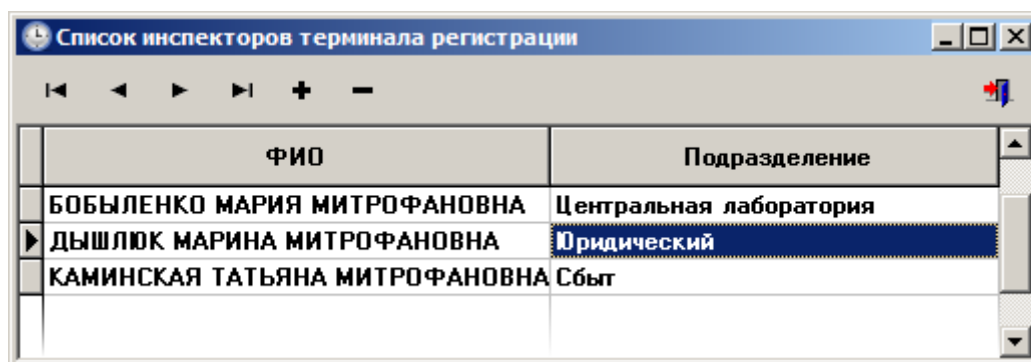 Список инспекторов терминала регистрации
ФИО Подразделение
БОБЫЛЕНКО МАРИЯ МИТРОФАНОВНА Центральная лаборатория
ДЫШЛЮК МАРИНА МИТРОФАНОВНА Юридический
КАМИНСКАЯ ТАТЬЯНА МИТРОФАНОВНА Сбыт